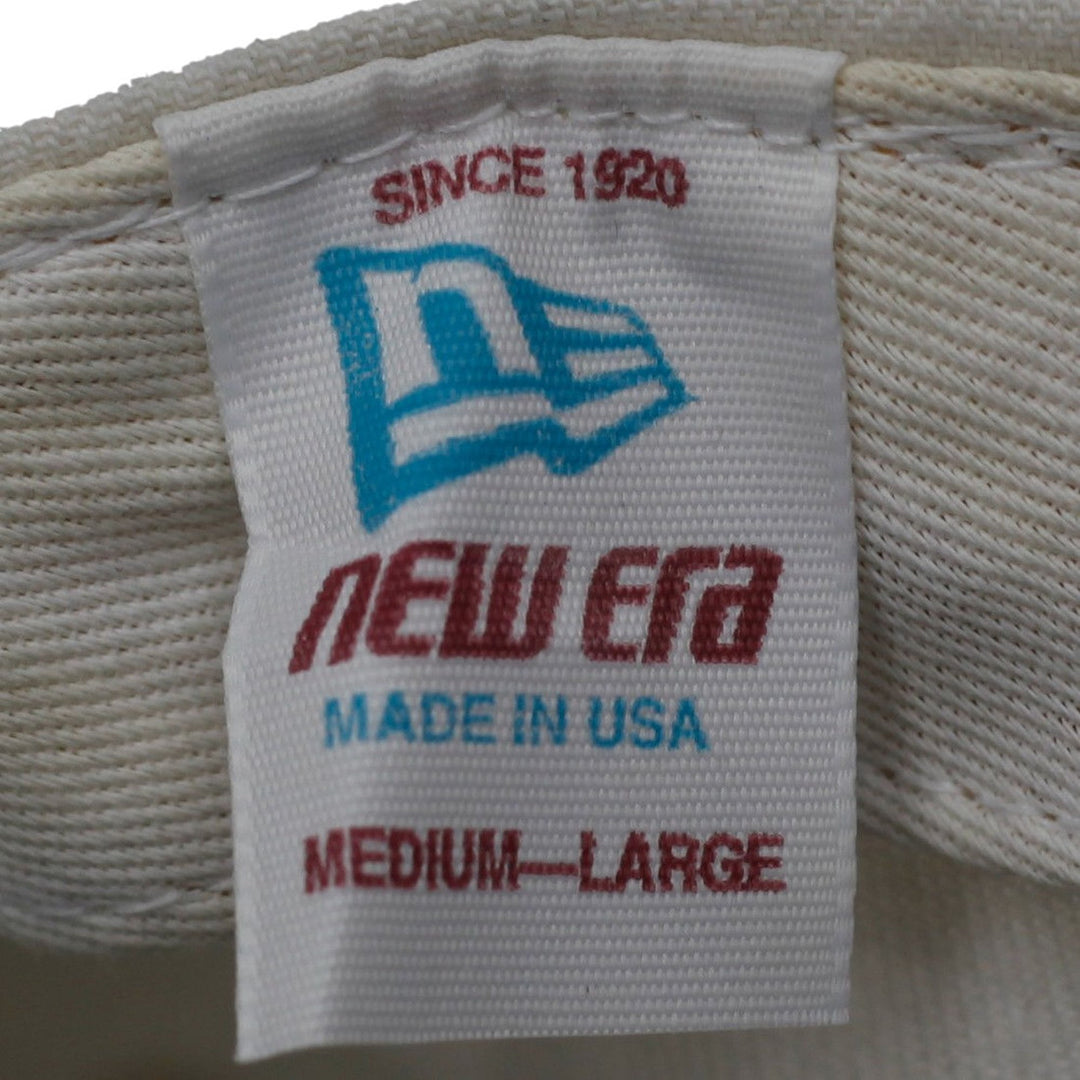 SINCE 1920
n
new era
MADE IN USA
MEDIUM—LARGE